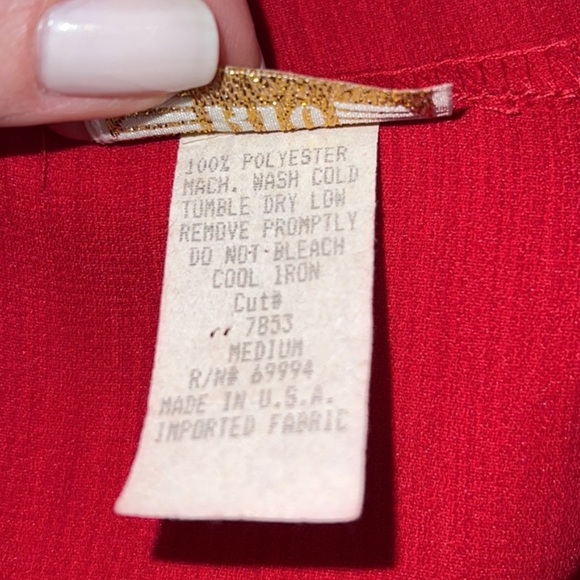 100% POLYESTER
MACH. WASH COLD
TUMBLE DRY LOW
REMOVE PROMPTLY
DO NOT BLEACH
COOL IRON
Cut#
7853
MEDIUM
R/N# 69994
MADE IN U.S.A.
IMPORTED FABRIC